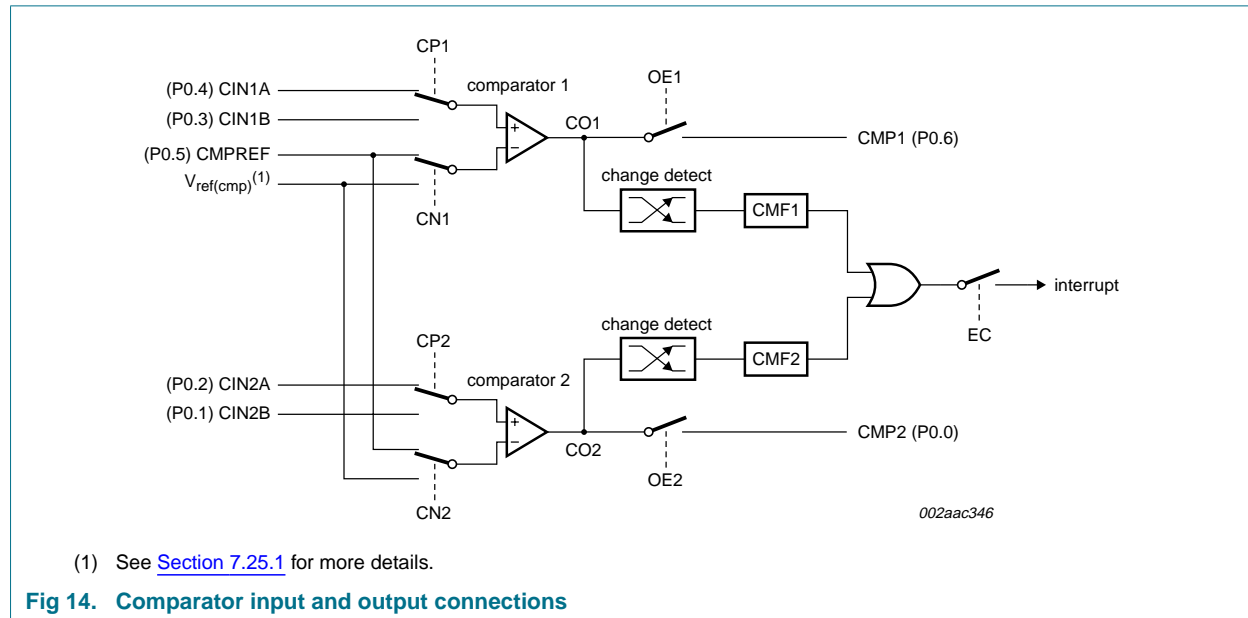 CP1
OE1
(P0.4) CIN1A
comparator 1
(P0.3) CIN1B
+
CO1
CMP1 (P0.6)
(P0.5) CMPREF
−
Vref(cmp)(1)
change detect
CN1
CMF1
interrupt
EC
change detect
CP2
CMF2
(P0.2) CIN2A
comparator 2
(P0.1) CIN2B
+
−
CO2
CMP2 (P0.0)
OE2
CN2
002aac346
(1) See Section 7.25.1 for more details.
Fig 14. Comparator input and output connections